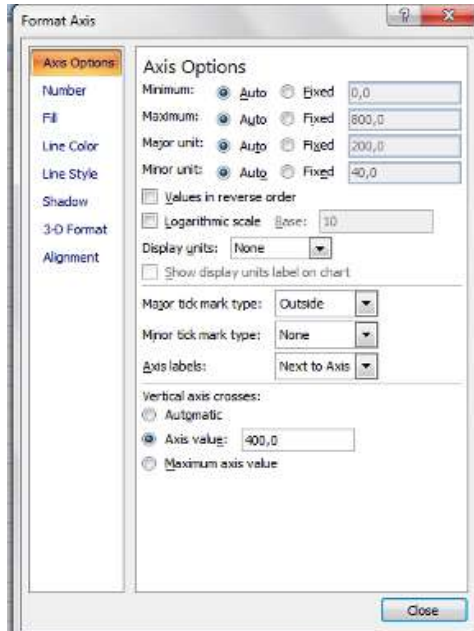 Format Axis
Axis Options
Number
Fill
Line Color
Line Style
Shadow
3-D Format
Alignment
Axis Options
Minimum: Auto Fixed 0,0
Maximum: Auto Fixed 800,0
Major unit: Auto Fixed 200,0
Minor unit: Auto Fixed 40,0
Values in reverse order
Logarithmic scale Base: 10
Display units: None
Show display units label on chart
Major tick mark type: Outside
Minor tick mark type: None
Axis labels: Next to Axis
Vertical axis crosses:
Automatic
Axis value: 400,0
Maximum axis value
Close